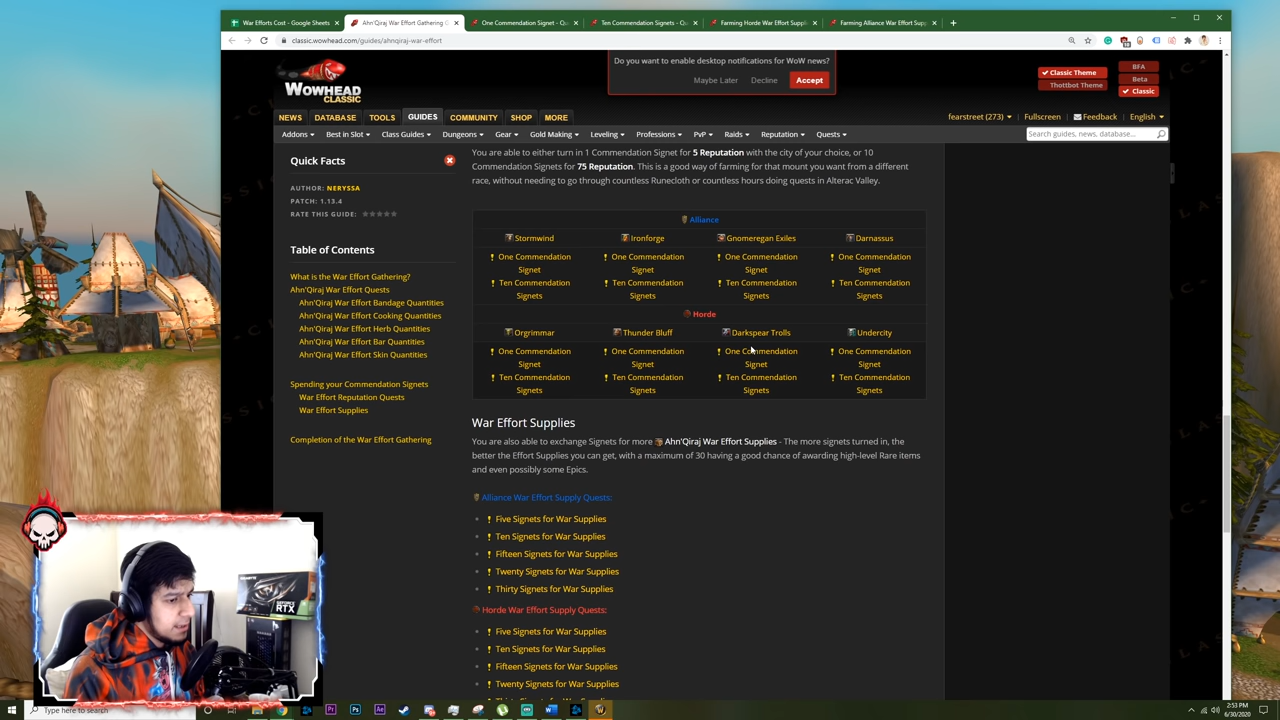 War Efforts Cost - Google Sheets
Ahn'Qiraj War Effort Gathering G
One Commendation Signet - Qu
Ten Commendation Signets - Qu
Farming Horde War Effort Suppl
Farming Alliance War Effort Sup
classic.wowhead.com/guides/ahnqiraj-war-effort
Do you want to enable desktop notifications for WoW news?
Maybe Later Decline Accept
WOWHEAD
CLASSIC
Classic Theme
Thottbot Theme
BFA
Beta
Classic
NEWS DATABASE TOOLS GUIDES COMMUNITY SHOP MORE
fearstreet (273) Fullscreen Feedback English
Addons Best in Slot Class Guides Dungeons Gear Gold Making Leveling Professions PvP Raids Reputation Quests
Search guides, news, database...
Quick Facts
AUTHOR: NERYSSA
PATCH: 1.13.4
RATE THIS GUIDE:
Table of Contents
What is the War Effort Gathering?
Ahn'Qiraj War Effort Quests
Ahn'Qiraj War Effort Bandage Quantities
Ahn'Qiraj War Effort Cooking Quantities
Ahn'Qiraj War Effort Herb Quantities
Ahn'Qiraj War Effort Bar Quantities
Ahn'Qiraj War Effort Skin Quantities
Spending your Commendation Signets
War Effort Reputation Quests
War Effort Supplies
Completion of the War Effort Gathering
You are able to either turn in 1 Commendation Signet for 5 Reputation with the city of your choice, or 10
Commendation Signets for 75 Reputation. This is a good way of farming for that mount you want from a different
race, without needing to go through countless Runecloth or countless hours doing quests in Alterac Valley.
Alliance
Stormwind Ironforge Gnomeregan Exiles Darnassus
One Commendation One Commendation One Commendation One Commendation
Signet Signet Signet Signet
Ten Commendation Ten Commendation Ten Commendation Ten Commendation
Signets Signets Signets Signets
Horde
Orgrimmar Thunder Bluff Darkspear Trolls Undercity
One Commendation One Commendation One Commendation One Commendation
Signet Signet Signet Signet
Ten Commendation Ten Commendation Ten Commendation Ten Commendation
Signets Signets Signets Signets
War Effort Supplies
You are also able to exchange Signets for more Ahn'Qiraj War Effort Supplies - The more signets turned in, the
better the Effort Supplies you can get, with a maximum of 30 having a good chance of awarding high-level Rare items
and even possibly some Epics.
Alliance War Effort Supply Quests:
Five Signets for War Supplies
Ten Signets for War Supplies
Fifteen Signets for War Supplies
Twenty Signets for War Supplies
Thirty Signets for War Supplies
Horde War Effort Supply Quests:
Five Signets for War Supplies
Ten Signets for War Supplies
Fifteen Signets for War Supplies
Twenty Signets for War Supplies
GIGABYTE
RTX
Type here to search
2:53 PM
6/30/2020